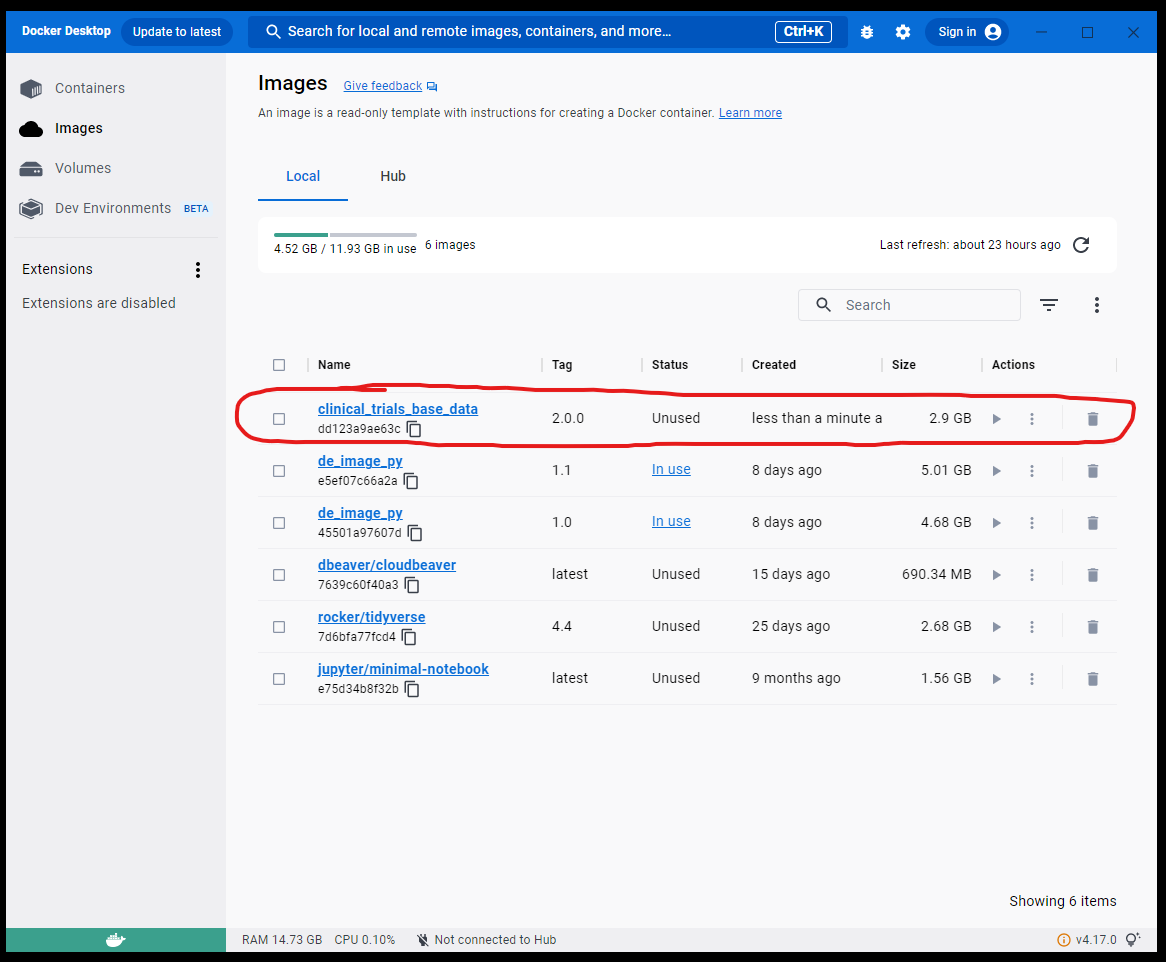 Docker Desktop Update to latest Search for local and remote images, containers, and more... Ctrl+K Sign in
Containers
Images
Volumes
Dev Environments BETA
Extensions
Extensions are disabled
Images Give feedback
An image is a read-only template with instructions for creating a Docker container. Learn more
Local Hub
4.52 GB / 11.93 GB in use 6 images Last refresh: about 23 hours ago
Search
Name Tag Status Created Size Actions
clinical_trials_base_data 2.0.0 Unused less than a minute a 2.9 GB
dd123a9ae63c
de_image_py 1.1 In use 8 days ago 5.01 GB
e5ef07c66a2a
de_image_py 1.0 In use 8 days ago 4.68 GB
45501a97607d
dbeaver/cloudbeaver latest Unused 15 days ago 690.34 MB
7639c60f40a3
rocker/tidyverse 4.4 Unused 25 days ago 2.68 GB
7d6bfa77fcd4
jupyter/minimal-notebook latest Unused 9 months ago 1.56 GB
e75d34b8f32b
Showing 6 items
RAM 14.73 GB CPU 0.10% Not connected to Hub v4.17.0